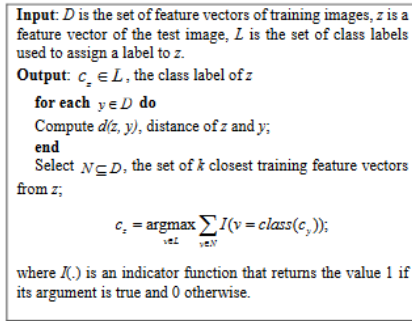 Input: D is the set of feature vectors of training images, z is a
feature vector of the test image, L is the set of class labels
used to assign a label to z.
Output: c_z ∈ L, the class label of z
for each y ∈ D do
Compute d(z, y), distance of z and y;
end
Select N ⊆ D, the set of k closest training feature vectors
from z;
c_z = argmax_{v∈L} ∑_{y∈N} I(v = class(c_y));
where I(.) is an indicator function that returns the value 1 if
its argument is true and 0 otherwise.